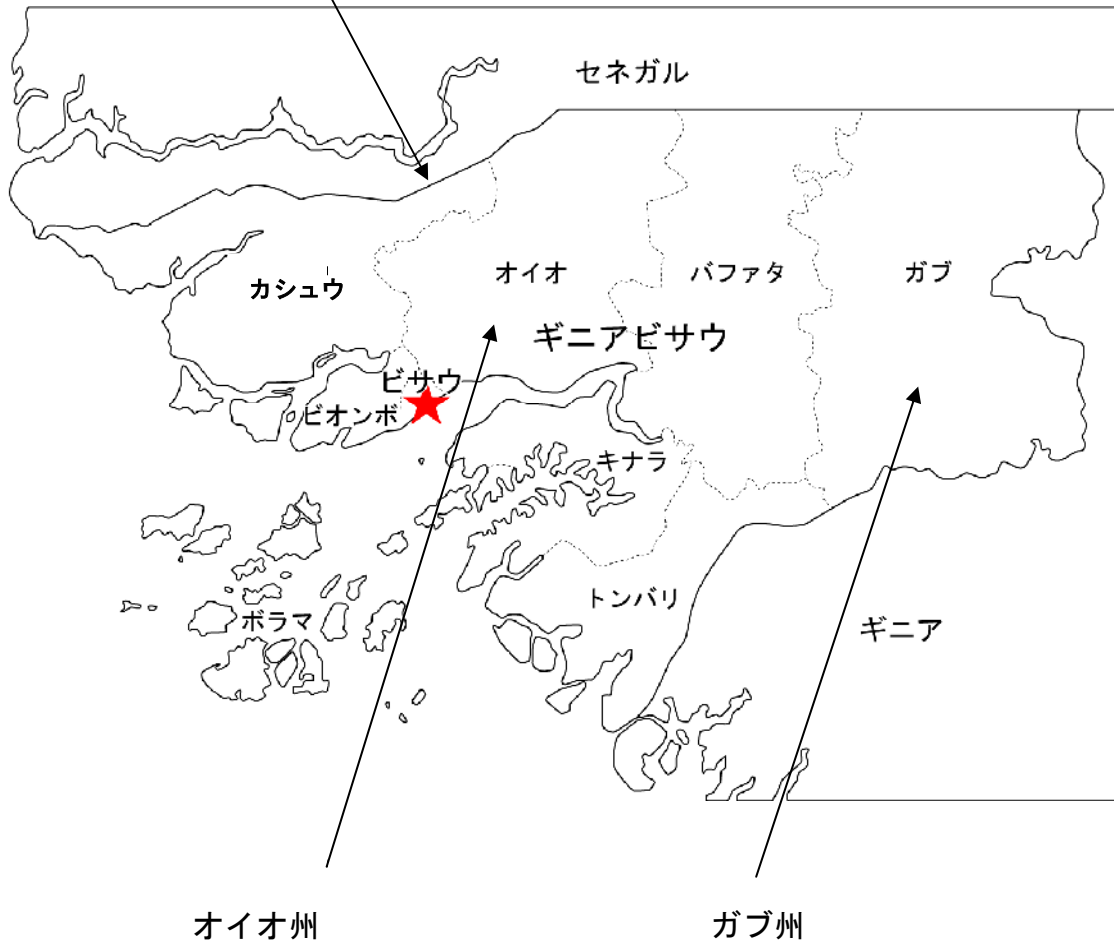 セネガル
カシュウ
オイオ
バファタ
ガブ
ギニアビサウ
ビサウ
ビオンボ
キナラ
トンバリ
ボラマ
ギニア
オイオ州
ガブ州